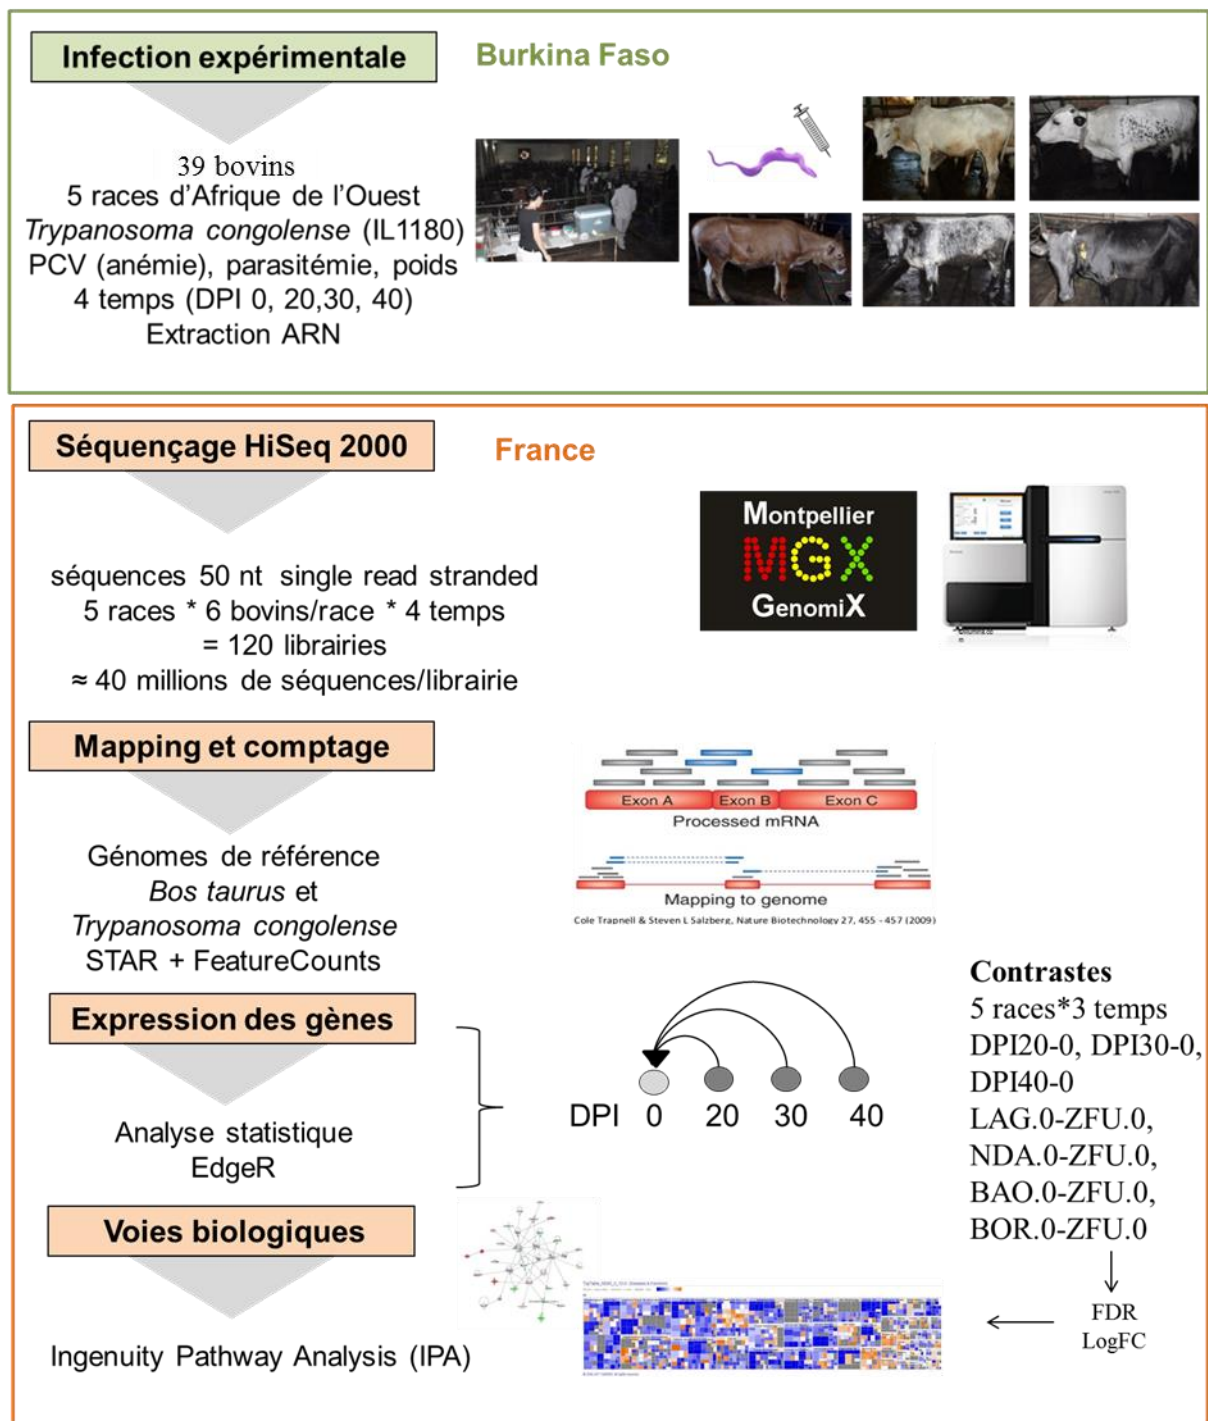 Infection expérimentale
Burkina Faso
39 bovins
5 races d'Afrique de l'Ouest
Trypanosoma congolense (IL1180)
PCV (anémie), parasitémie, poids
4 temps (DPI 0, 20,30, 40)
Extraction ARN
Séquençage HiSeq 2000
France
Montpellier
MGX
GenomiX
séquences 50 nt single read stranded
5 races * 6 bovins/race * 4 temps
= 120 librairies
≈ 40 millions de séquences/librairie
Mapping et comptage
Exon A Exon B Exon C
Processed mRNA
Mapping to genome
Cole Trapnell & Steven L Salzberg, Nature Biotechnology 27, 455 - 457 (2009)
Génomes de référence
Bos taurus et
Trypanosoma congolense
STAR + FeatureCounts
Expression des gènes
Analyse statistique
EdgeR
DPI 0 20 30 40
Contrastes
5 races*3 temps
DPI20-0, DPI30-0,
DPI40-0
LAG.0-ZFU.0,
NDA.0-ZFU.0,
BAO.0-ZFU.0,
BOR.0-ZFU.0
FDR
LogFC
Voies biologiques
Ingenuity Pathway Analysis (IPA)